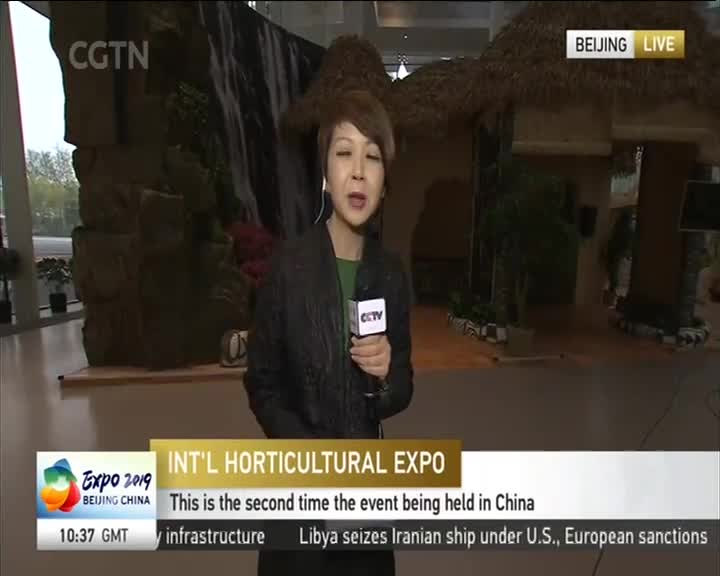 CGTN
BEIJING LIVE
CCTV
INT'L HORTICULTURAL EXPO
EXPO 2019
BEIJING CHINA
This is the second time the event being held in China
10:37 GMT
y infrastructure Libya seizes Iranian ship under U.S., European sanctions